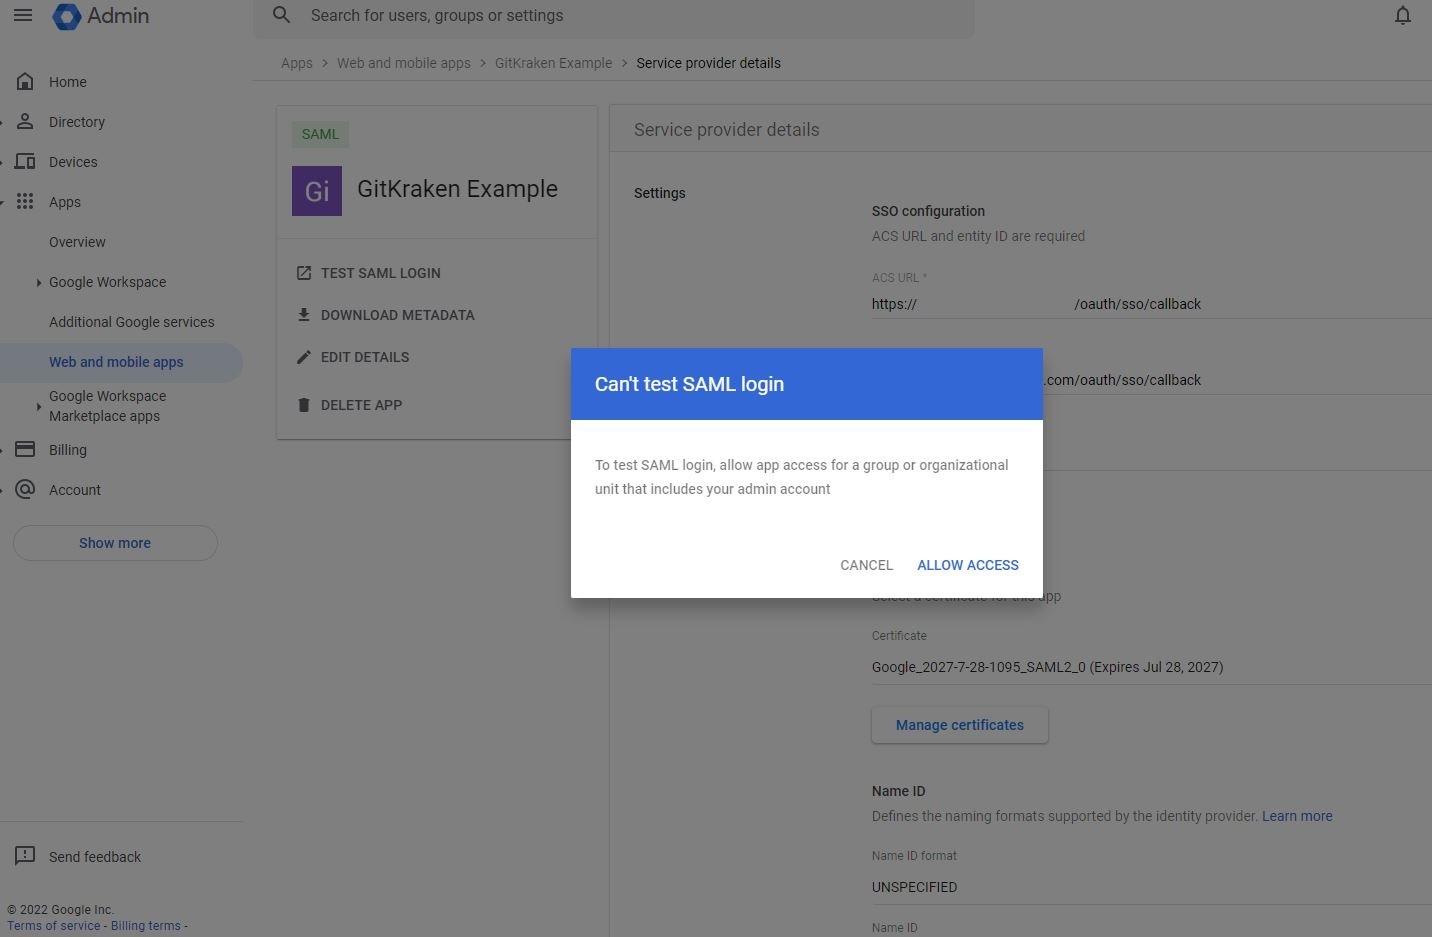 Admin
Search for users, groups or settings
Apps > Web and mobile apps > GitKraken Example > Service provider details
Home
Directory
Devices
Apps
Overview
Google Workspace
Additional Google services
Web and mobile apps
Google Workspace
Marketplace apps
Billing
Account
Show more
Send feedback
© 2022 Google Inc.
Terms of service - Billing terms -
SAML
Gi
GitKraken Example
TEST SAML LOGIN
DOWNLOAD METADATA
EDIT DETAILS
DELETE APP
Service provider details
Settings
SSO configuration
ACS URL and entity ID are required
ACS URL *
https:// /oauth/sso/callback
.com/oauth/sso/callback
Can't test SAML login
To test SAML login, allow app access for a group or organizational
unit that includes your admin account
CANCEL ALLOW ACCESS
Select a certificate for this app
Certificate
Google_2027-7-28-1095_SAML2_0 (Expires Jul 28, 2027)
Manage certificates
Name ID
Defines the naming formats supported by the identity provider. Learn more
Name ID format
UNSPECIFIED
Name ID